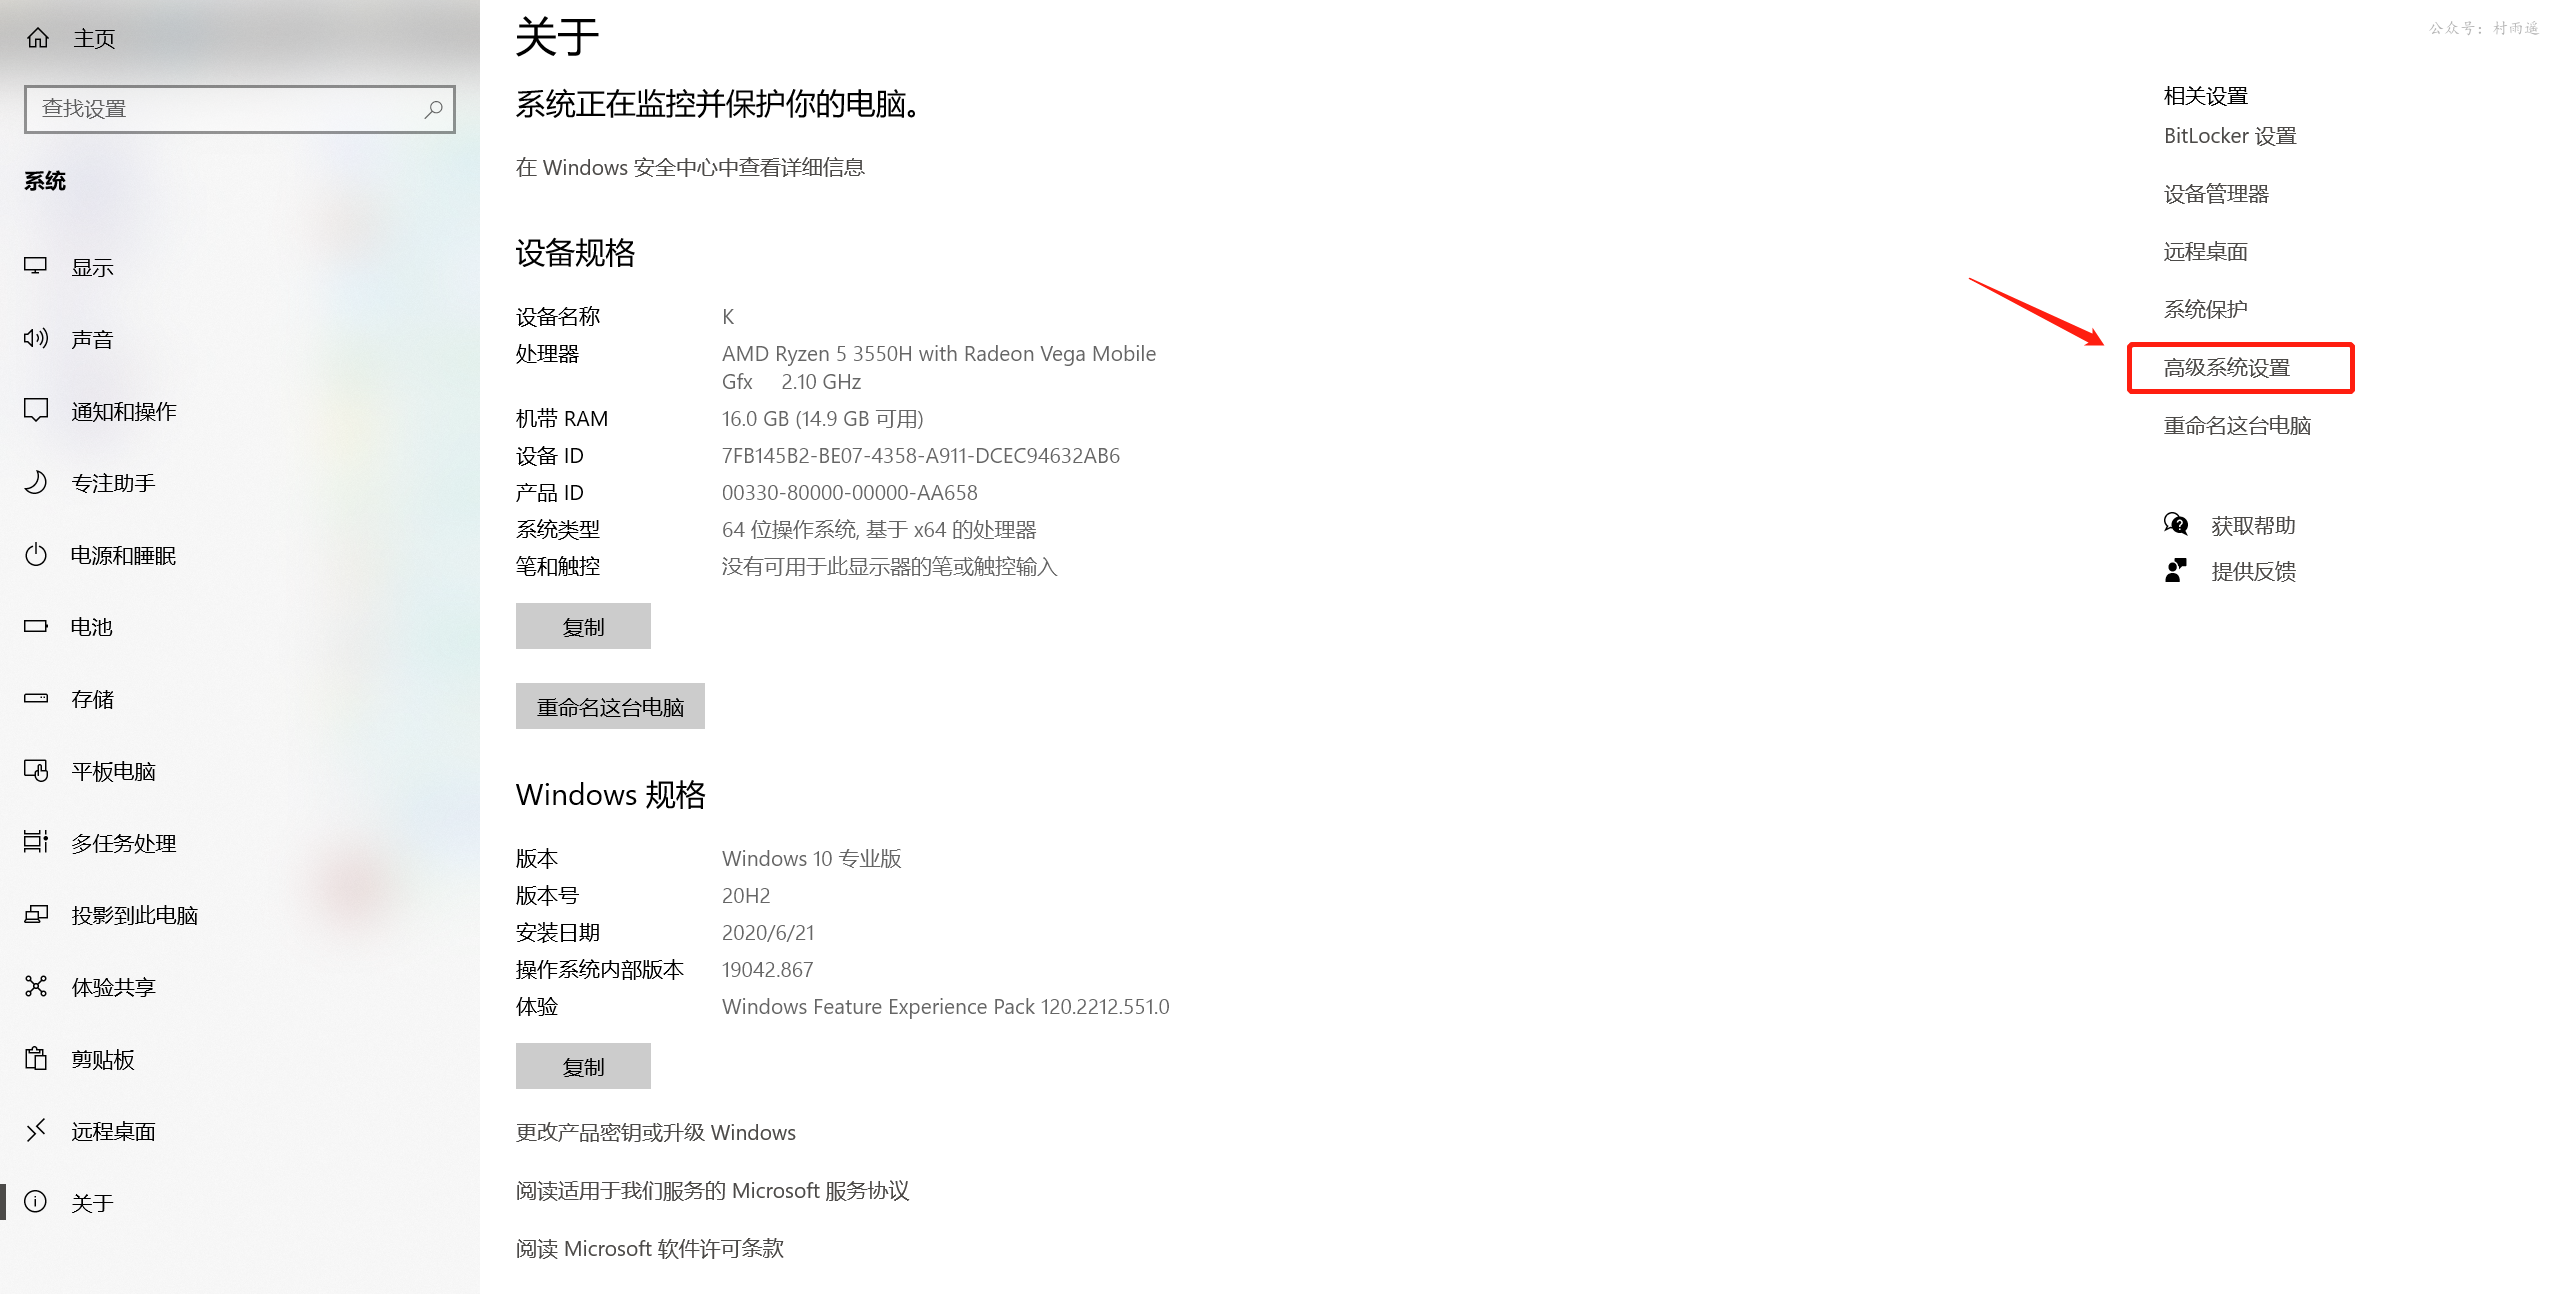 主页
查找设置
系统
显示
声音
通知和操作
专注助手
电源和睡眠
电池
存储
平板电脑
多任务处理
投影到此电脑
体验共享
剪贴板
远程桌面
关于
关于
系统正在监控并保护你的电脑。
在 Windows 安全中心中查看详细信息
设备规格
设备名称 K
处理器 AMD Ryzen 5 3550H with Radeon Vega Mobile
Gfx 2.10 GHz
机带 RAM 16.0 GB (14.9 GB 可用)
设备 ID 7FB145B2-BE07-4358-A911-DCEC94632AB6
产品 ID 00330-80000-00000-AA658
系统类型 64 位操作系统, 基于 x64 的处理器
笔和触控 没有可用于此显示器的笔或触控输入
复制
重命名这台电脑
Windows 规格
版本 Windows 10 专业版
版本号 20H2
安装日期 2020/6/21
操作系统内部版本 19042.867
体验 Windows Feature Experience Pack 120.2212.551.0
复制
更改产品密钥或升级 Windows
阅读适用于我们服务的 Microsoft 服务协议
阅读 Microsoft 软件许可条款
公众号：村雨遥
相关设置
BitLocker 设置
设备管理器
远程桌面
系统保护
高级系统设置
重命名这台电脑
获取帮助
提供反馈